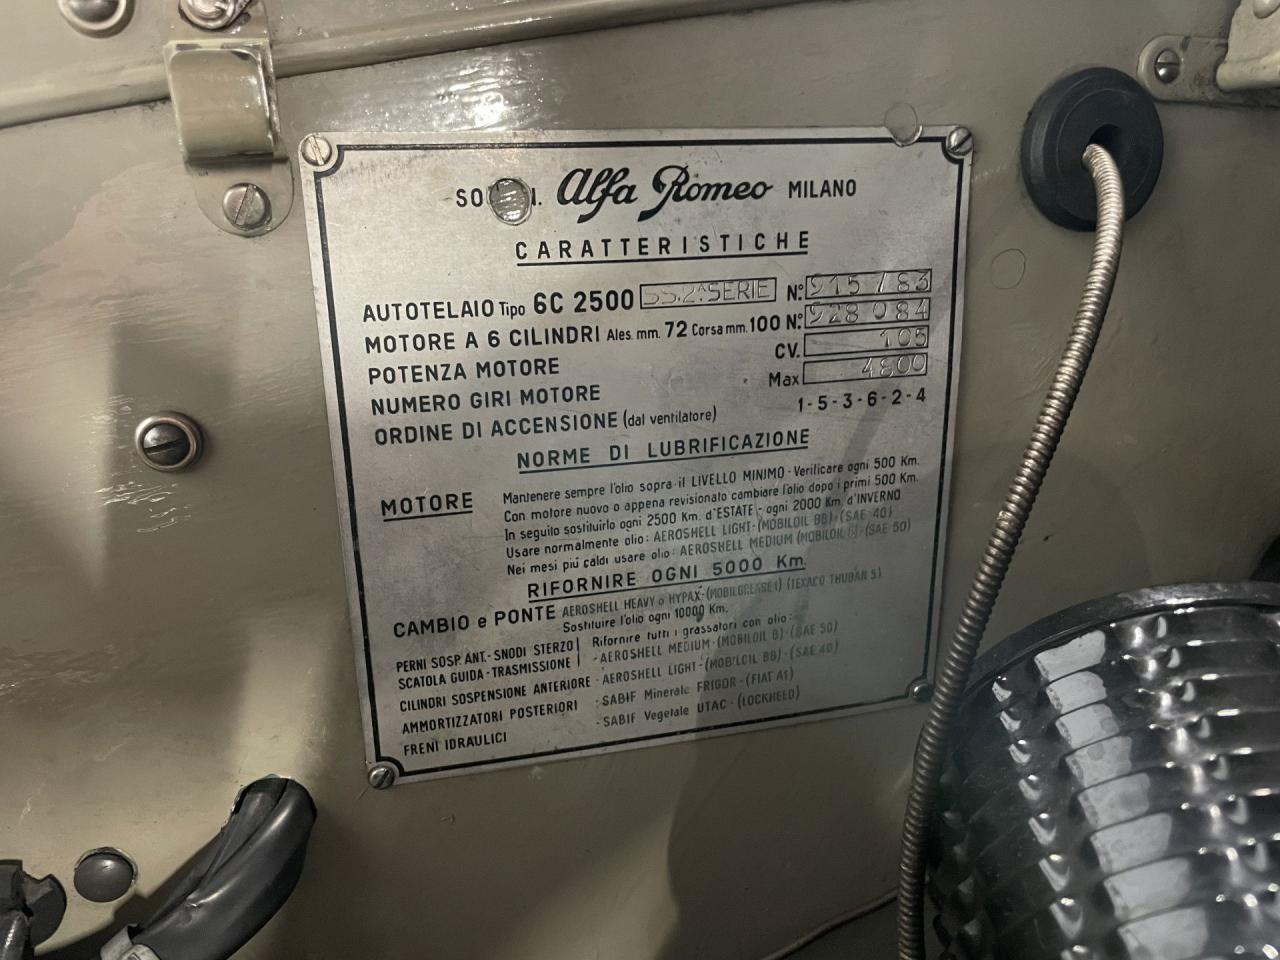 Alfa Romeo MILANO
CARATTERISTICHE
AUTOTELAIO Tipo 6C 2500 SS.2ᴬ SERIE N.º 915783
MOTORE A 6 CILINDRI Ales. mm. 72 Corsa mm. 100 N.º 928084
POTENZA MOTORE CV. 105
NUMERO GIRI MOTORE Max 4800
ORDINE DI ACCENSIONE (dal ventilatore) 1-5-3-6-2-4
NORME DI LUBRIFICAZIONE
MOTORE Mantenere sempre l'olio sopra il LIVELLO MINIMO - Verificare ogni 500 Km.
Con motore nuovo o appena revisionato cambiare l'olio dopo i primi 500 Km.
In seguito sostituirlo ogni 2500 Km. d'ESTATE - ogni 2000 Km. d'INVERNO
Usare normalmente olio: AEROSHELL LIGHT-(MOBILOIL BB)-(SAE 40)
Nei mesi più caldi usare olio: AEROSHELL MEDIUM (MOBILOIL B)-(SAE 50)
RIFORNIRE OGNI 5000 Km.
CAMBIO e PONTE AEROSHELL HEAVY o HYPAX-(MOBILGREASE 1) (TEXACO THUBAN S)
Sostituire l'olio ogni 10000 Km.
PERNI SOSP. ANT.- SNODI STERZO Rifornire tutti i grassatori con olio:
SCATOLA GUIDA - TRASMISSIONE - AEROSHELL MEDIUM-(MOBILOIL B)-(SAE 50)
CILINDRI SOSPENSIONE ANTERIORE - AEROSHELL LIGHT-(MOBILOIL BB)-(SAE 40)
AMMORTIZZATORI POSTERIORI - SABIF Minerale FRIGOR-(FIAT A1)
FRENI IDRAULICI - SABIF Vegetale UTAC-(LOCKHEED)